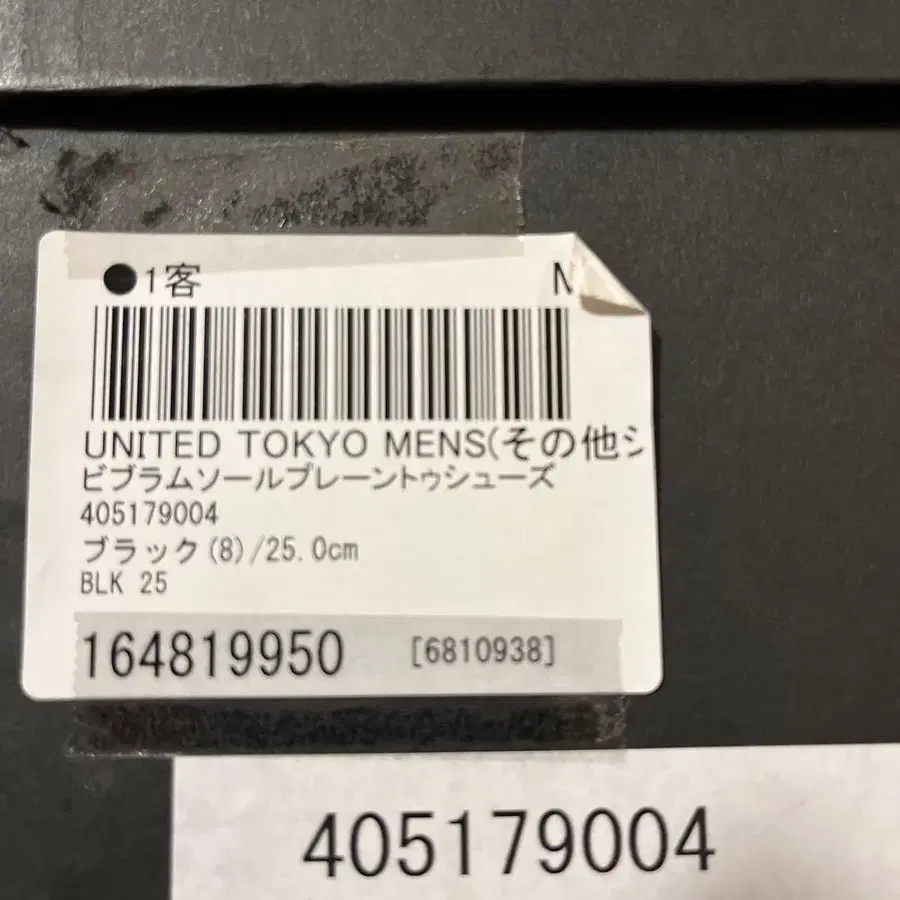 ●1客
UNITED TOKYO MENS(その他シ
ビブラムソールプレーントゥシューズ
405179004
ブラック(8)/25.0cm
BLK 25
164819950 [6810938]
405179004